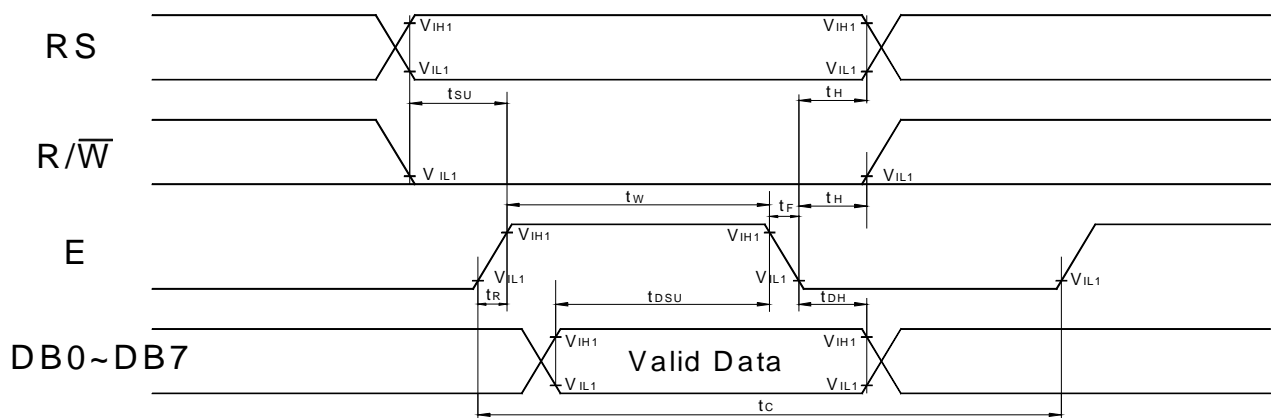 VIH1 VIH1
RS
VIL1 VIL1
tSU tH
R/W̅
VIL1 VIL1
tW tF tH
VIH1 VIH1
E
VIL1 VIL1 VIL1
tR tDSU tDH
VIH1 VIH1
DB0~DB7 Valid Data
VIL1 VIL1
tC